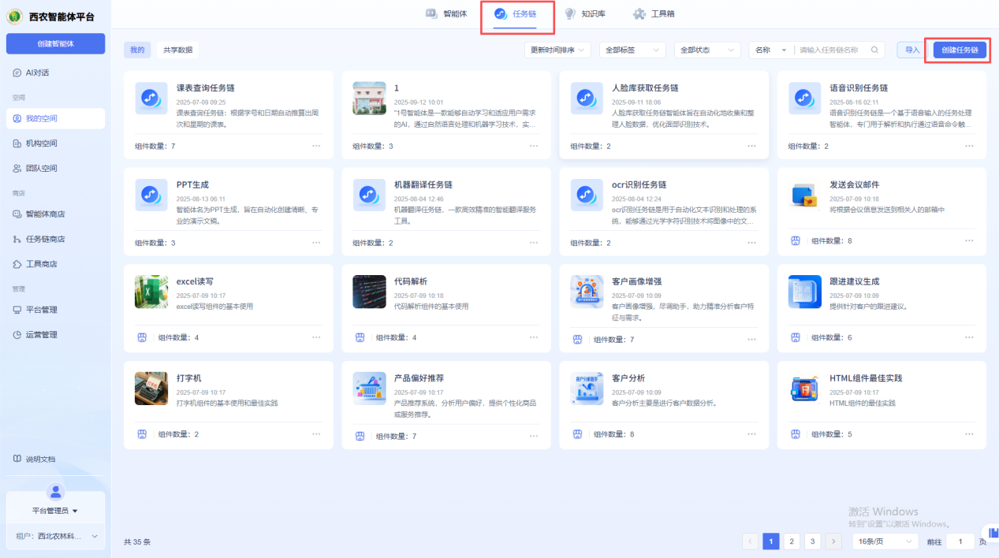 西农智能体平台
智能体
任务链
知识库
工具箱
创建智能体
AI对话
空间
我的空间
机构空间
团队空间
商店
智能体商店
任务链商店
工具商店
管理
平台管理
运营管理
说明文档
平台管理员
租户：西北农林科...
我的
共享数据
更新时间排序
全部标签
全部状态
名称
请输入任务链名称
导入
创建任务链
课表查询任务链
2025-07-09 09:25
课表查询任务链：根据学号和日期自动推算出周
次和星期的课表。
组件数量：7
1
2025-09-12 10:01
"1号智能体是一款能够自动学习和适应用户需求
的AI，通过自然语言处理和机器学习技术，实...
组件数量：3
人脸库获取任务链
2025-09-11 18:06
人脸库获取任务链智能体旨在自动化地收集和整
理人脸数据，优化面部识别技术。
组件数量：2
语音识别任务链
2025-08-16 02:11
语音识别任务链是一个基于语音输入的任务处理
智能体，专门用于解析和执行通过语音命令触...
组件数量：2
PPT生成
2025-08-13 06:11
智能体名为PPT生成，旨在自动化创建清晰、专
业的演示文稿。
组件数量：3
机器翻译任务链
2025-08-04 12:46
机器翻译任务链，一款高效精准的智能翻译服务
工具。
组件数量：2
ocr识别任务链
2025-08-04 12:24
ocr识别任务链是用于自动化文本识别和处理的系
统，能够通过光学字符识别技术将图像中的文...
组件数量：2
发送会议邮件
2025-07-09 10:18
将根据会议信息发送到相关人的邮箱中
组件数量：8
excel读写
2025-07-09 10:17
excel读写组件的基本使用
组件数量：4
代码解析
2025-07-09 10:18
代码解析组件的基本使用
组件数量：4
客户画像增强
2025-07-09 10:09
客户画像增强，尽调助手，助力精准分析客户特
征与需求。
组件数量：7
跟进建议生成
2025-07-09 10:09
提供针对客户的跟进建议。
组件数量：6
打字机
打字机
2025-07-09 10:17
打字机组件的基本使用和最佳实践
组件数量：2
产品偏好推荐
2025-07-09 10:17
产品推荐系统，分析用户偏好，提供个性化商品
或服务推荐。
组件数量：7
客户分析
2025-07-09 10:09
客户分析主要是进行客户数据分析。
组件数量：8
HTML组件最佳实践
2025-07-09 10:17
HTML组件的最佳实践
组件数量：5
激活 Windows
转到"设置"以激活 Windows。
共 35 条
1
2
3
16条/页
前往
1
页